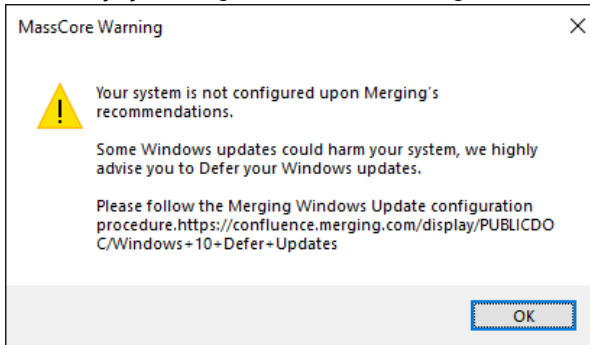 MassCore Warning
Your system is not configured upon Merging's
recommendations.
Some Windows updates could harm your system, we highly
advise you to Defer your Windows updates.
Please follow the Merging Windows Update configuration
procedure.https://confluence.merging.com/display/PUBLICDO
C/Windows+10+Defer+Updates
OK